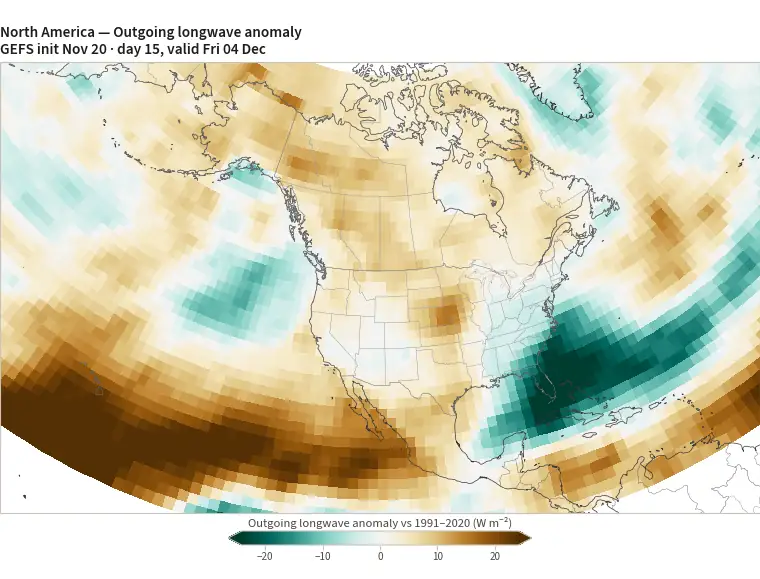 North America — Outgoing longwave anomaly
GEFS init Nov 20 · day 15, valid Fri 04 Dec
Outgoing longwave anomaly vs 1991–2020 (W m⁻²)
−20 −10 0 10 20